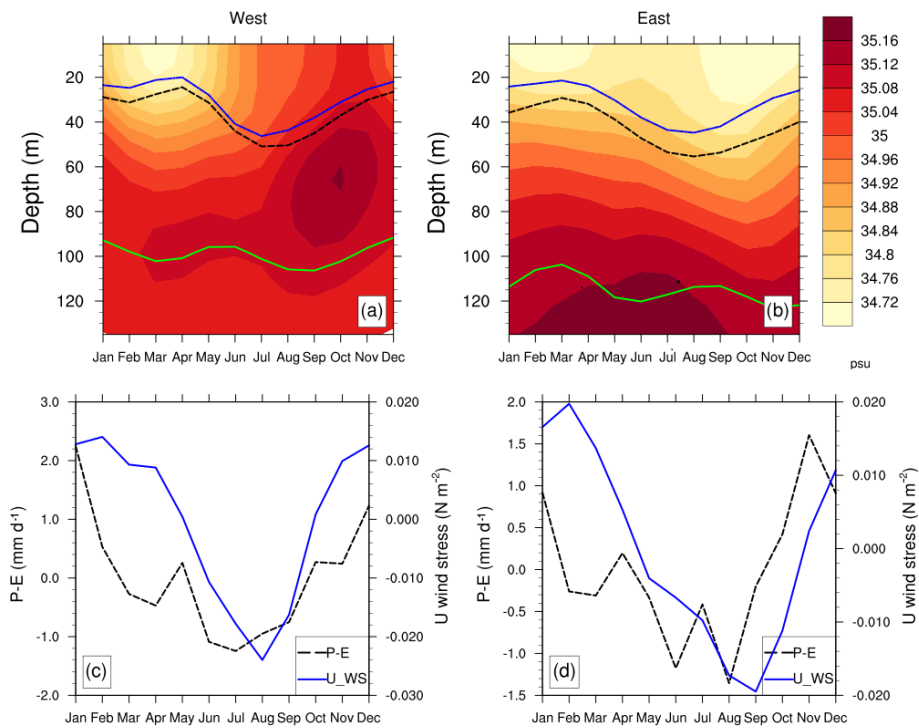 West
East
Depth (m)
20
40
60
80
100
120
(a)
Jan Feb Mar Apr May Jun Jul Aug Sep Oct Nov Dec
Depth (m)
20
40
60
80
100
120
(b)
Jan Feb Mar Apr May Jun Jul Aug Sep Oct Nov Dec
35.16
35.12
35.08
35.04
35
34.96
34.92
34.88
34.84
34.8
34.76
34.72
psu
P-E (mm d⁻¹)
3.0
2.0
1.0
0.0
-1.0
-2.0
(c)
P-E
U_WS
0.020
0.010
0.000
-0.010
-0.020
-0.030
U wind stress (N m⁻²)
Jan Feb Mar Apr May Jun Jul Aug Sep Oct Nov Dec
P-E (mm d⁻¹)
2.0
1.5
1.0
0.5
0.0
-0.5
-1.0
-1.5
(d)
P-E
U_WS
0.020
0.010
0.000
-0.010
-0.020
U wind stress (N m⁻²)
Jan Feb Mar Apr May Jun Jul Aug Sep Oct Nov Dec